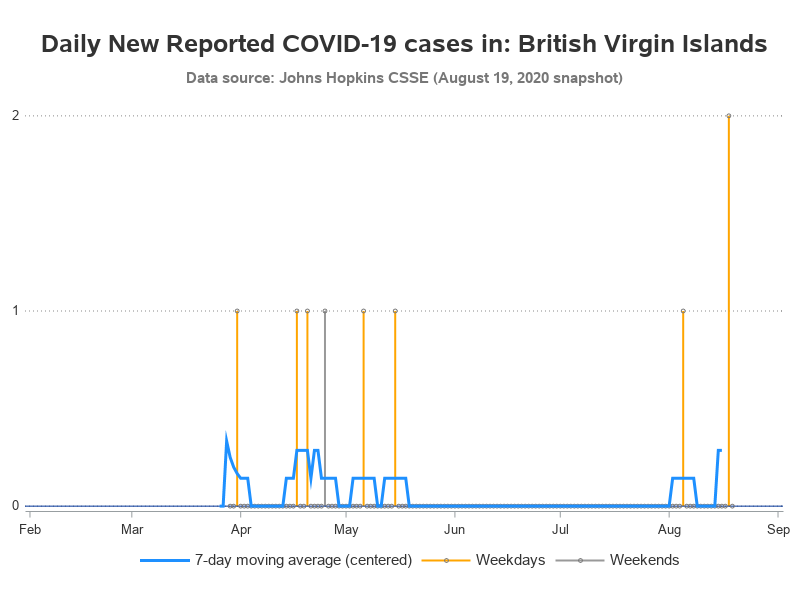 Daily New Reported COVID-19 cases in: British Virgin Islands
Data source: Johns Hopkins CSSE (August 19, 2020 snapshot)
2
1
0
Feb Mar Apr May Jun Jul Aug Sep
7-day moving average (centered) Weekdays Weekends